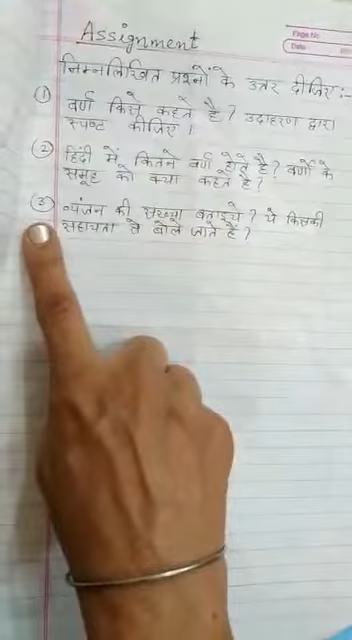 Assignment
Page No.
Date
निम्नलिखित प्रश्नों के उत्तर दीजिए:-
① वर्ण किसे कहते है? उदाहरण द्वारा
स्पष्ट कीजिए।
② हिंदी में कितने वर्ण होते है? वर्णों के
समूह को क्या कहते है?
③ व्यंजन की संख्या बताइये? ये किसकी
सहायता से बोले जाते है?